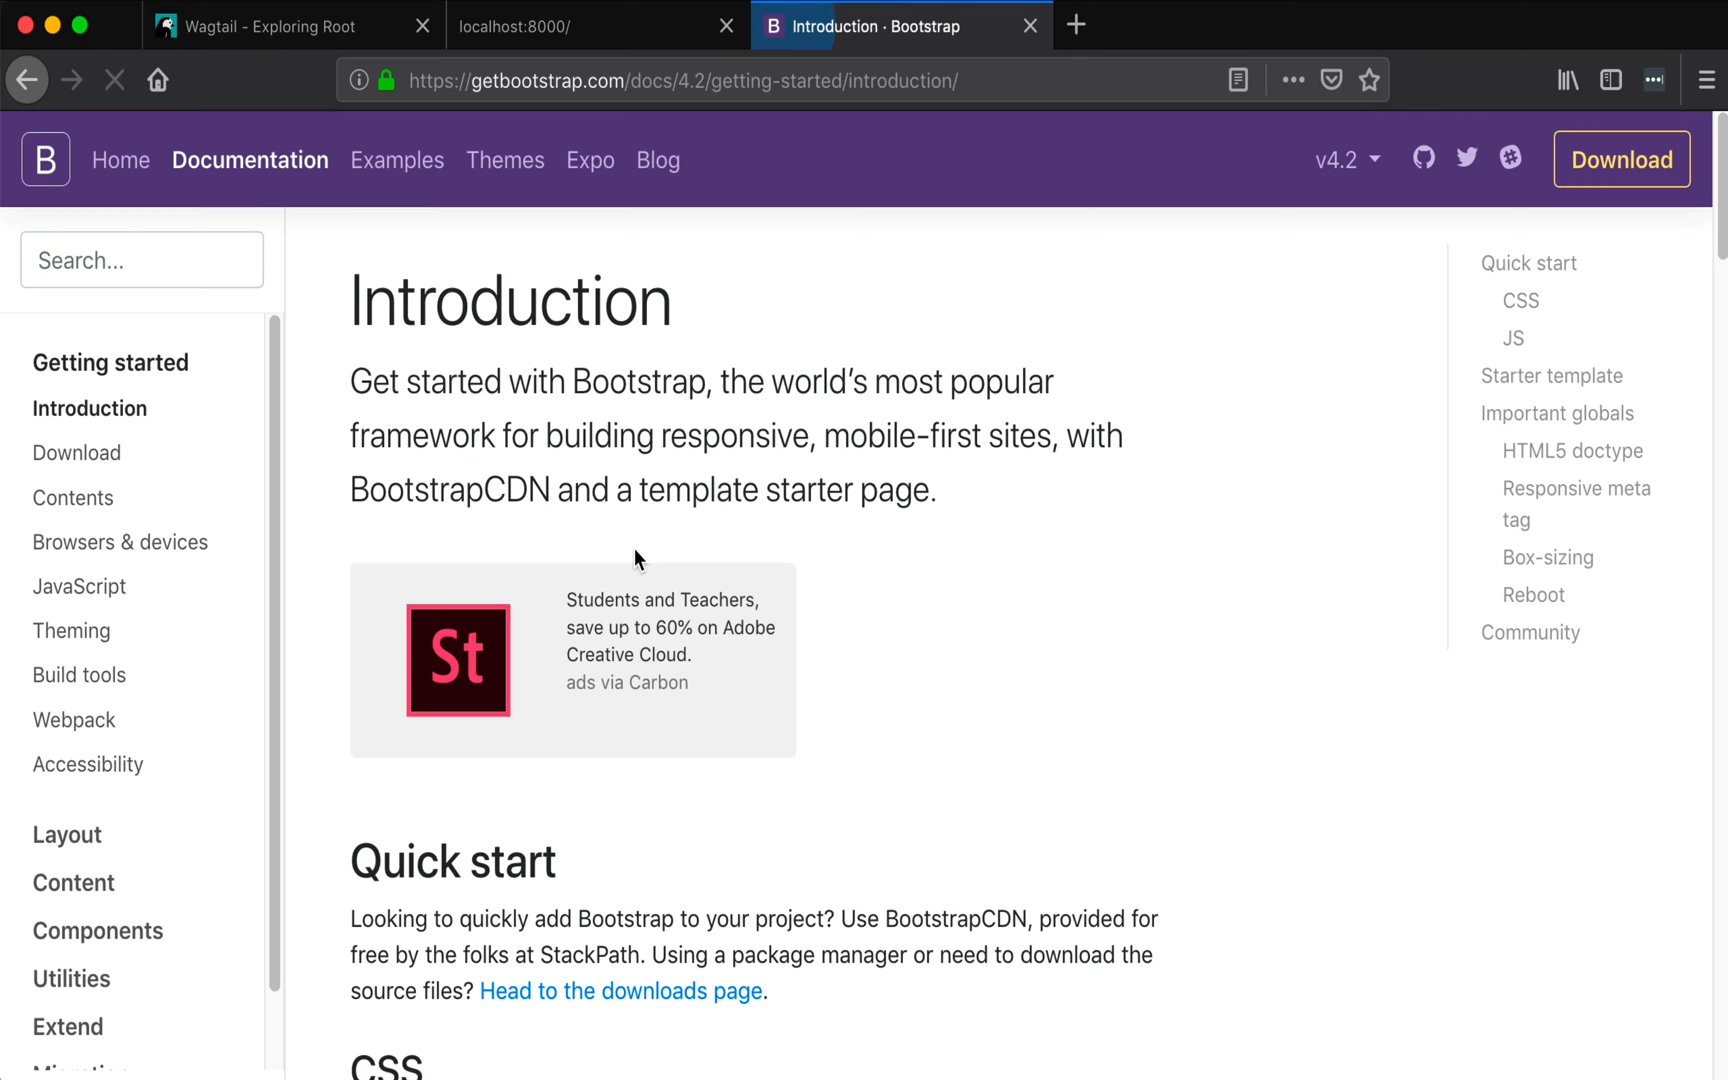 Wagtail - Exploring Root
localhost:8000/
B Introduction · Bootstrap
https://getbootstrap.com/docs/4.2/getting-started/introduction/
B Home Documentation Examples Themes Expo Blog v4.2 Download
Search...
Getting started
Introduction
Download
Contents
Browsers & devices
JavaScript
Theming
Build tools
Webpack
Accessibility
Layout
Content
Components
Utilities
Extend
Introduction
Get started with Bootstrap, the world's most popular
framework for building responsive, mobile-first sites, with
BootstrapCDN and a template starter page.
St
Students and Teachers,
save up to 60% on Adobe
Creative Cloud.
ads via Carbon
Quick start
Looking to quickly add Bootstrap to your project? Use BootstrapCDN, provided for
free by the folks at StackPath. Using a package manager or need to download the
source files? Head to the downloads page.
CSS
Quick start
CSS
JS
Starter template
Important globals
HTML5 doctype
Responsive meta
tag
Box-sizing
Reboot
Community